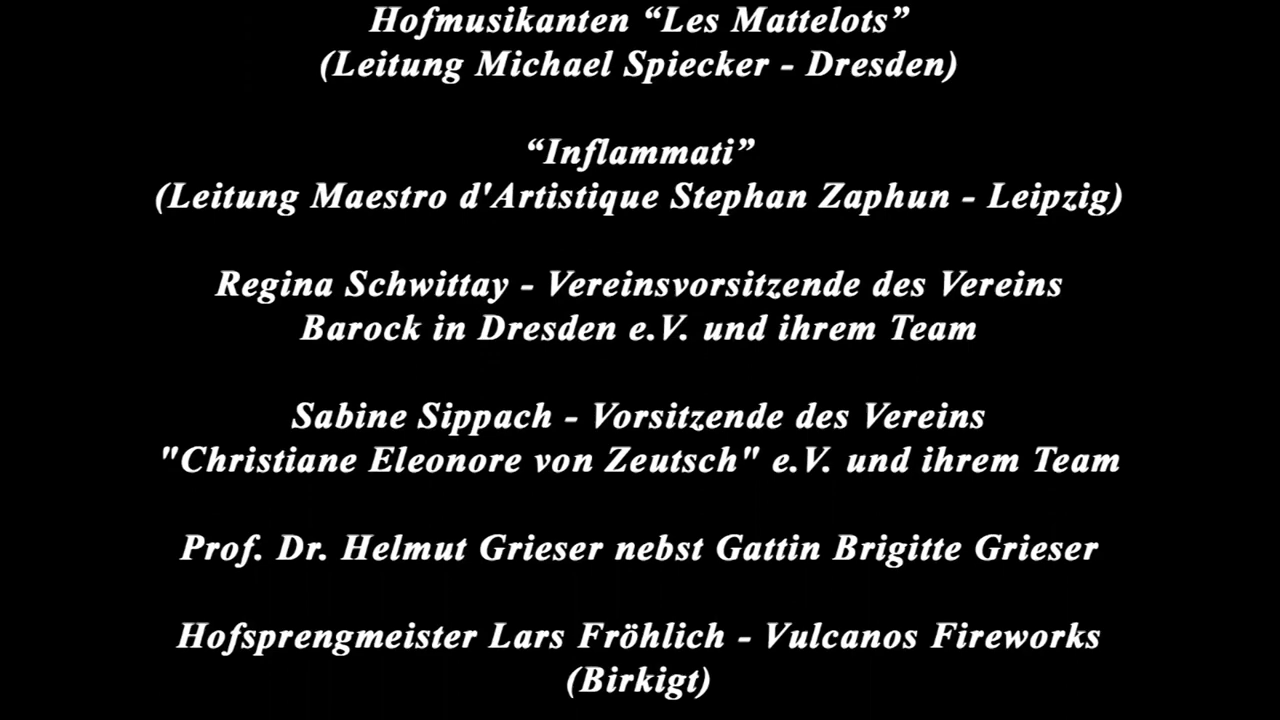 Hofmusikanten “Les Mattelots”
(Leitung Michael Spiecker - Dresden)
“Inflammati”
(Leitung Maestro d'Artistique Stephan Zaphun - Leipzig)
Regina Schwittay - Vereinsvorsitzende des Vereins
Barock in Dresden e.V. und ihrem Team
Sabine Sippach - Vorsitzende des Vereins
"Christiane Eleonore von Zeutsch" e.V. und ihrem Team
Prof. Dr. Helmut Grieser nebst Gattin Brigitte Grieser
Hofsprengmeister Lars Fröhlich - Vulcanos Fireworks
(Birkigt)